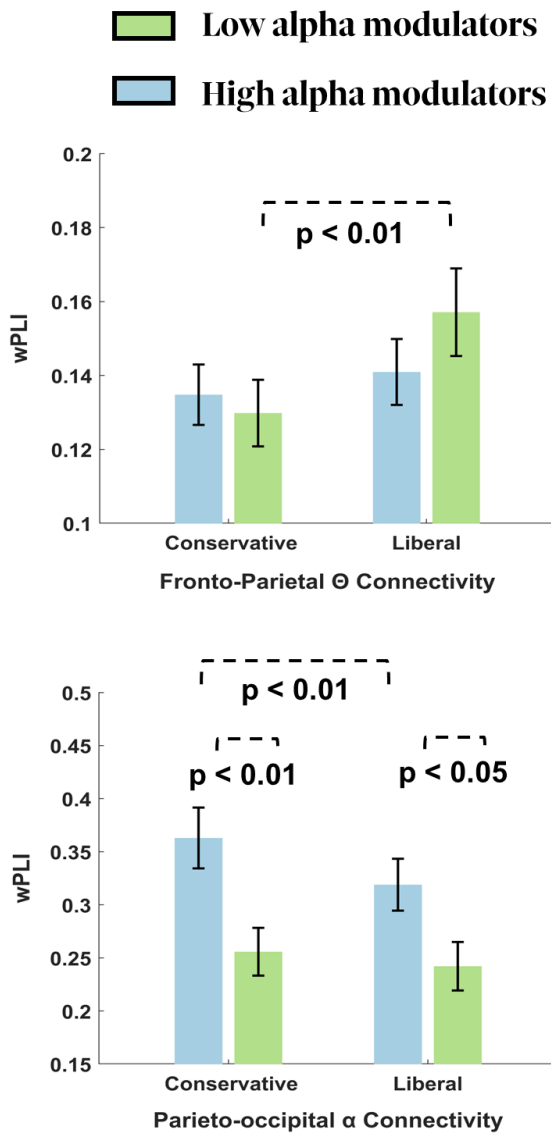 Low alpha modulators
High alpha modulators
0.2
0.18
0.16
0.14
0.12
0.1
wPLI
p < 0.01
Conservative
Liberal
Fronto-Parietal Θ Connectivity
0.5
0.45
0.4
0.35
0.3
0.25
0.2
0.15
wPLI
p < 0.01
p < 0.01
p < 0.05
Conservative
Liberal
Parieto-occipital α Connectivity